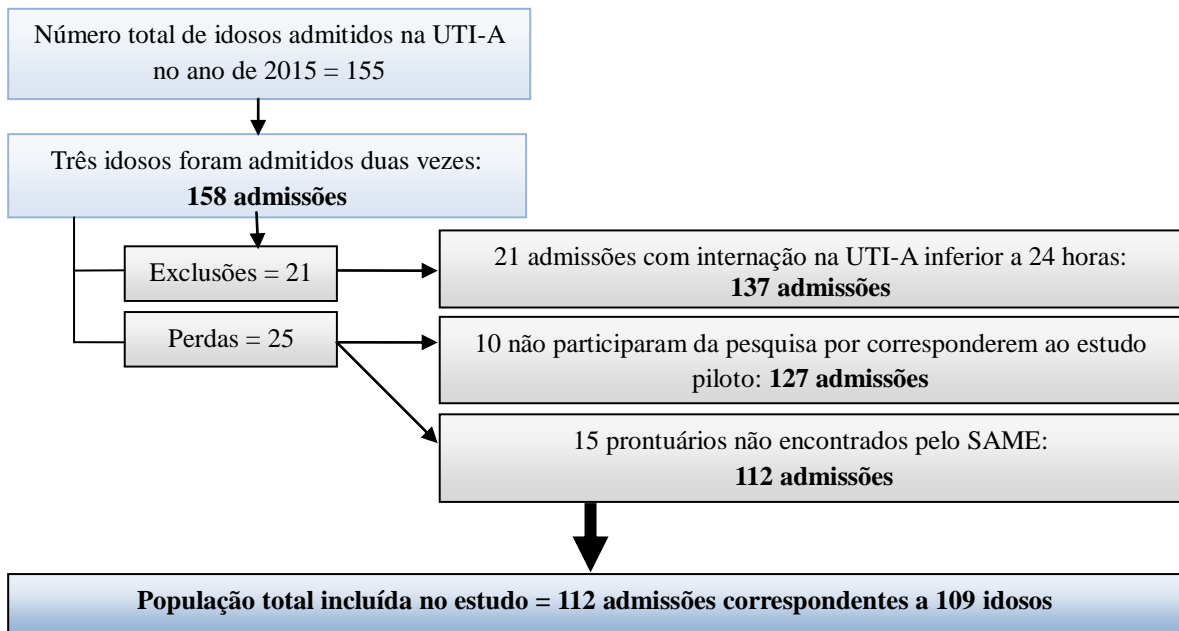 Número total de idosos admitidos na UTI-A
no ano de 2015 = 155
Três idosos foram admitidos duas vezes:
158 admissões
Exclusões = 21
21 admissões com internação na UTI-A inferior a 24 horas:
137 admissões
Perdas = 25
10 não participaram da pesquisa por corresponderem ao estudo
piloto: 127 admissões
15 prontuários não encontrados pelo SAME:
112 admissões
População total incluída no estudo = 112 admissões correspondentes a 109 idosos